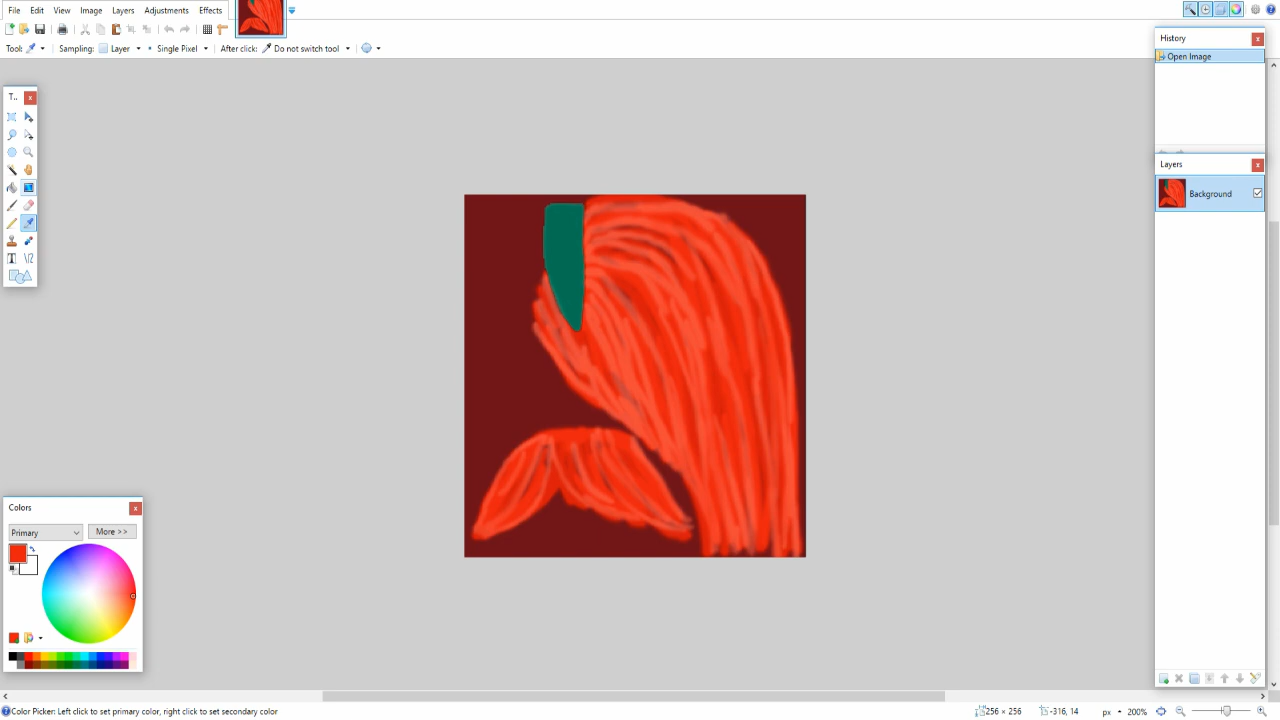 File Edit View Image Layers Adjustments Effects
Tool: Sampling: Layer Single Pixel After click: Do not switch tool
History
Open Image
T..
Layers
Background
Colors
Primary More >>
Color Picker: Left click to set primary color, right click to set secondary color 256 × 256 -316, 14 px 200%